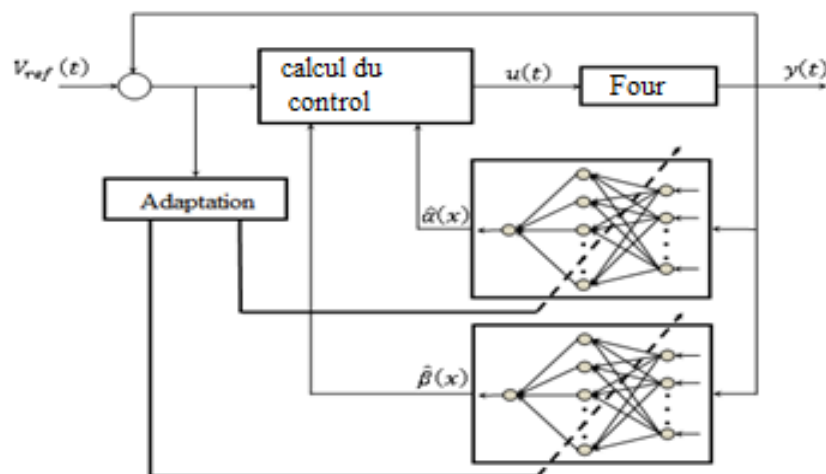 V_ref (t)
calcul du
control
u(t)
Four
y(t)
Adaptation
α̂(x)
β̂(x)